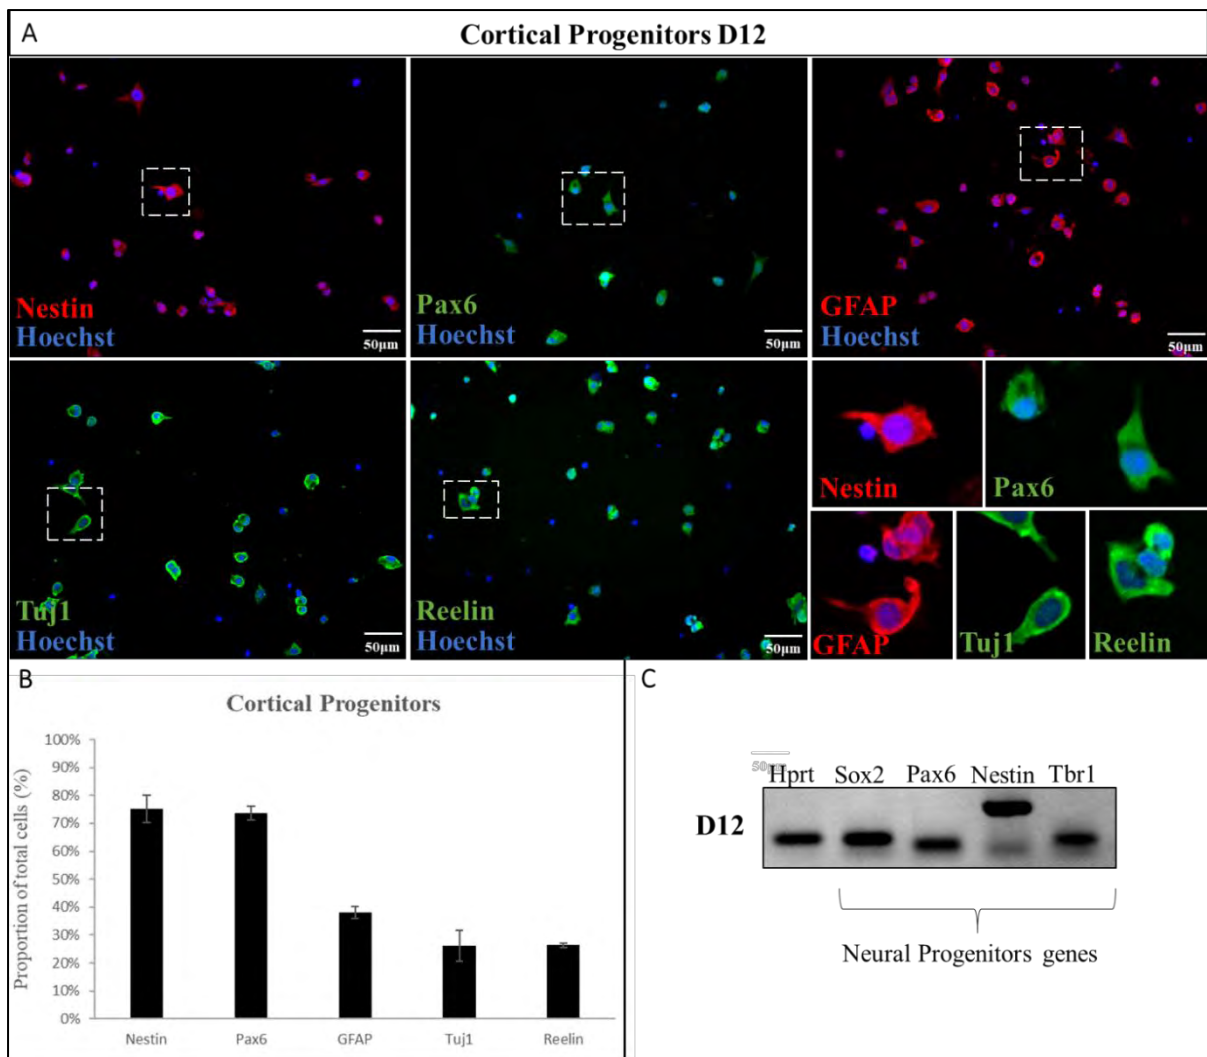 A
Cortical Progenitors D12
Nestin
Hoechst
50μm
Pax6
Hoechst
50μm
GFAP
Hoechst
50μm
Tuj1
Hoechst
50μm
Reelin
Hoechst
50μm
Nestin
Pax6
GFAP
Tuj1
Reelin
B
Cortical Progenitors
Proportion of total cells (%)
100%
90%
80%
70%
60%
50%
40%
30%
20%
10%
0%
Nestin Pax6 GFAP Tuj1 Reelin
C
50μm
Hprt Sox2 Pax6 Nestin Tbr1
D12
Neural Progenitors genes